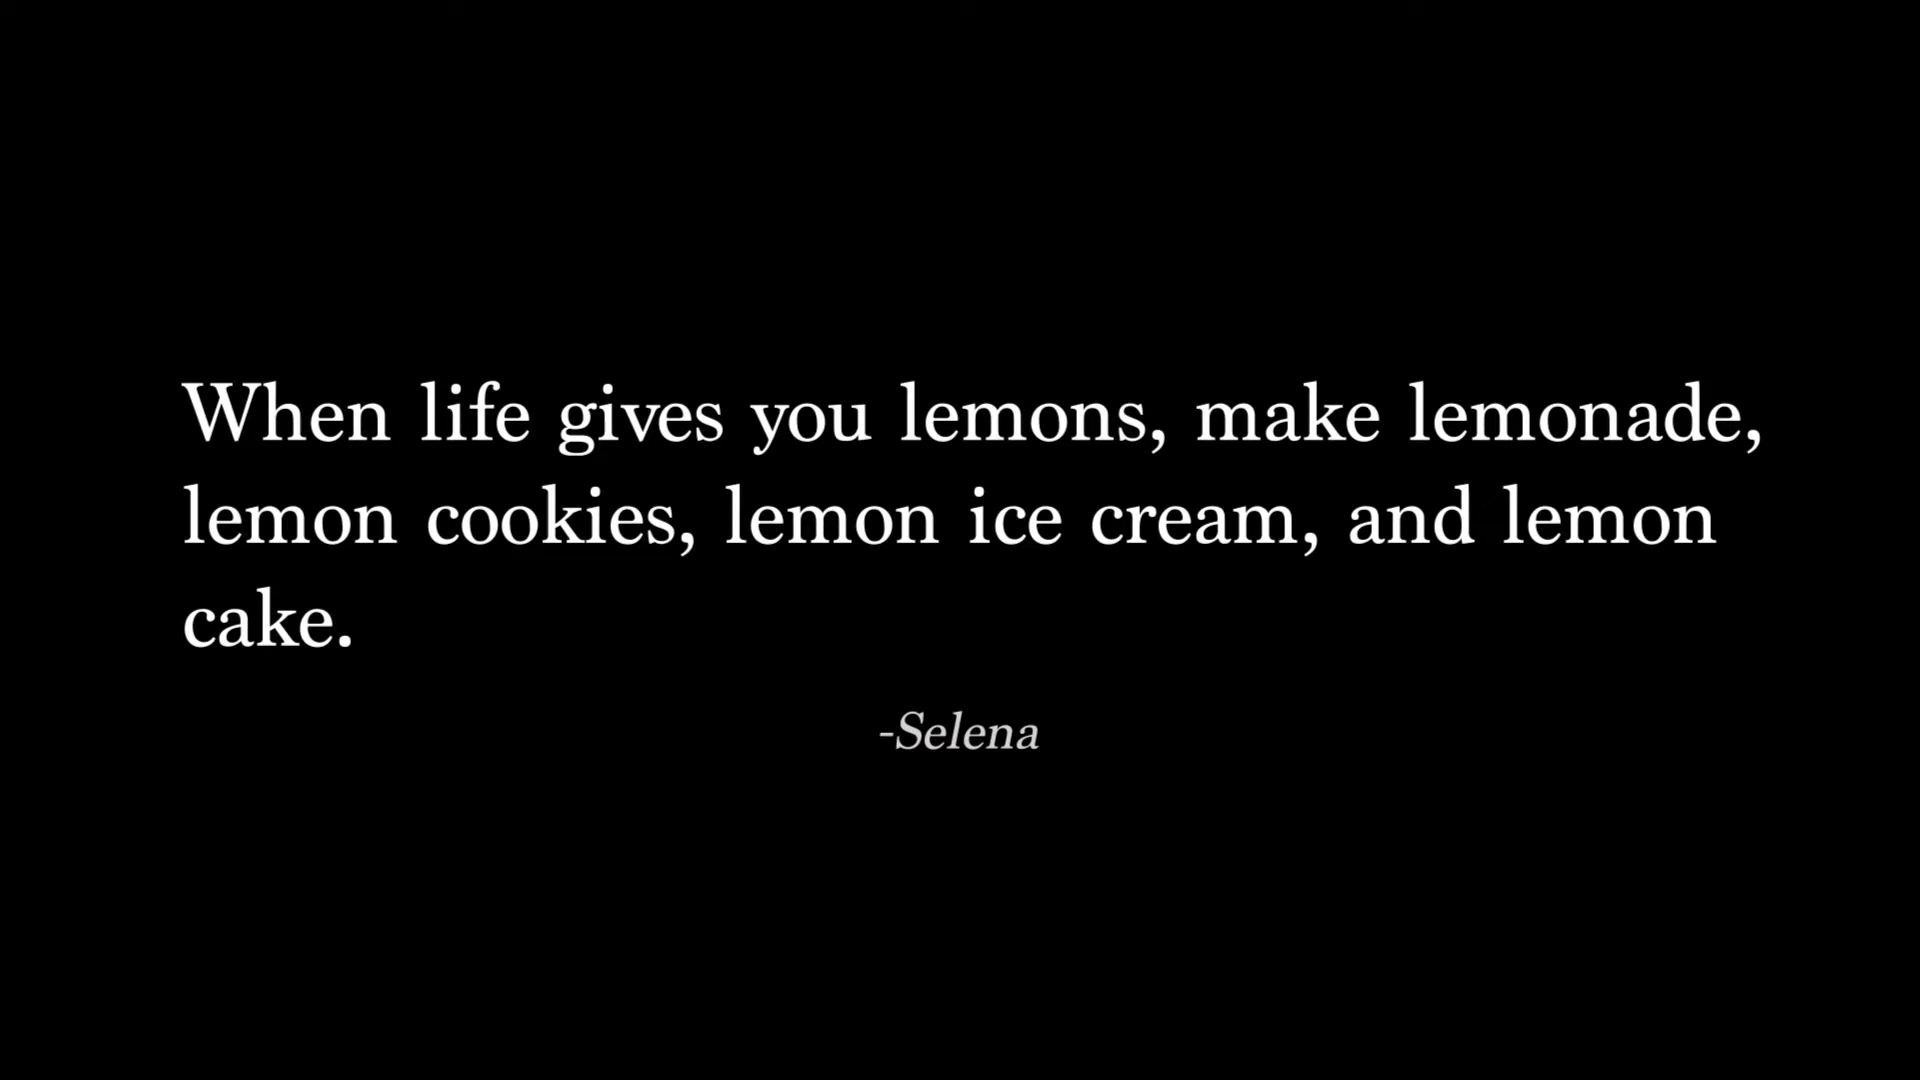 When life gives you lemons, make lemonade,
lemon cookies, lemon ice cream, and lemon
cake.
-Selena